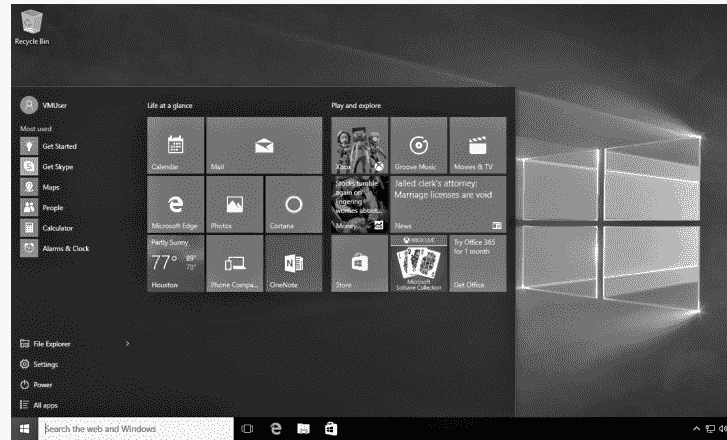 Recycle Bin
VMUser
Most used
Get Started
Get Skype
Maps
People
Calculator
Alarms & Clock
File Explorer
Settings
Power
All apps
Life at a glance
Calendar
Mail
Microsoft Edge
Photos
Cortana
Partly Sunny
77° 89°
78°
Houston
Phone Compa...
OneNote
Play and explore
Xbox
Groove Music
Movies & TV
Stocks tumble
again on
lingering
worries about...
Money
Jailed clerk's attorney:
Marriage licenses are void
News
Store
XBOX LIVE
Microsoft
Solitaire Collection
Try Office 365
for 1 month
Get Office
Search the web and Windows